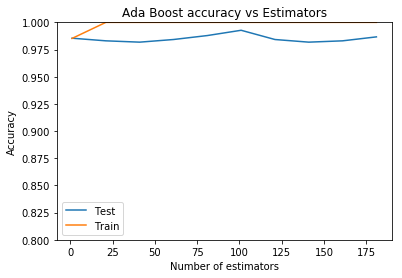 Ada Boost accuracy vs Estimators
1.000
0.975
0.950
0.925
0.900
0.875
0.850
0.825
0.800
Accuracy
Test
Train
0 25 50 75 100 125 150 175
Number of estimators